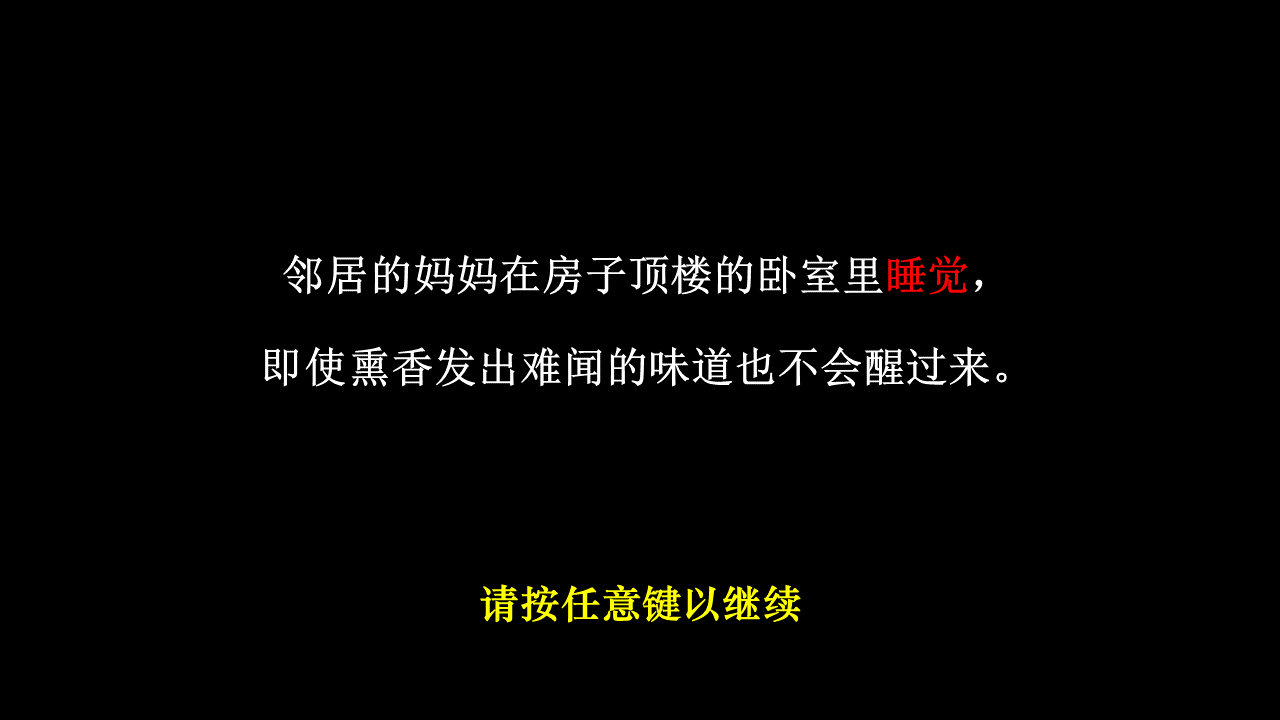 邻居的妈妈在房子顶楼的卧室里睡觉，
即使熏香发出难闻的味道也不会醒过来。
请按任意键以继续